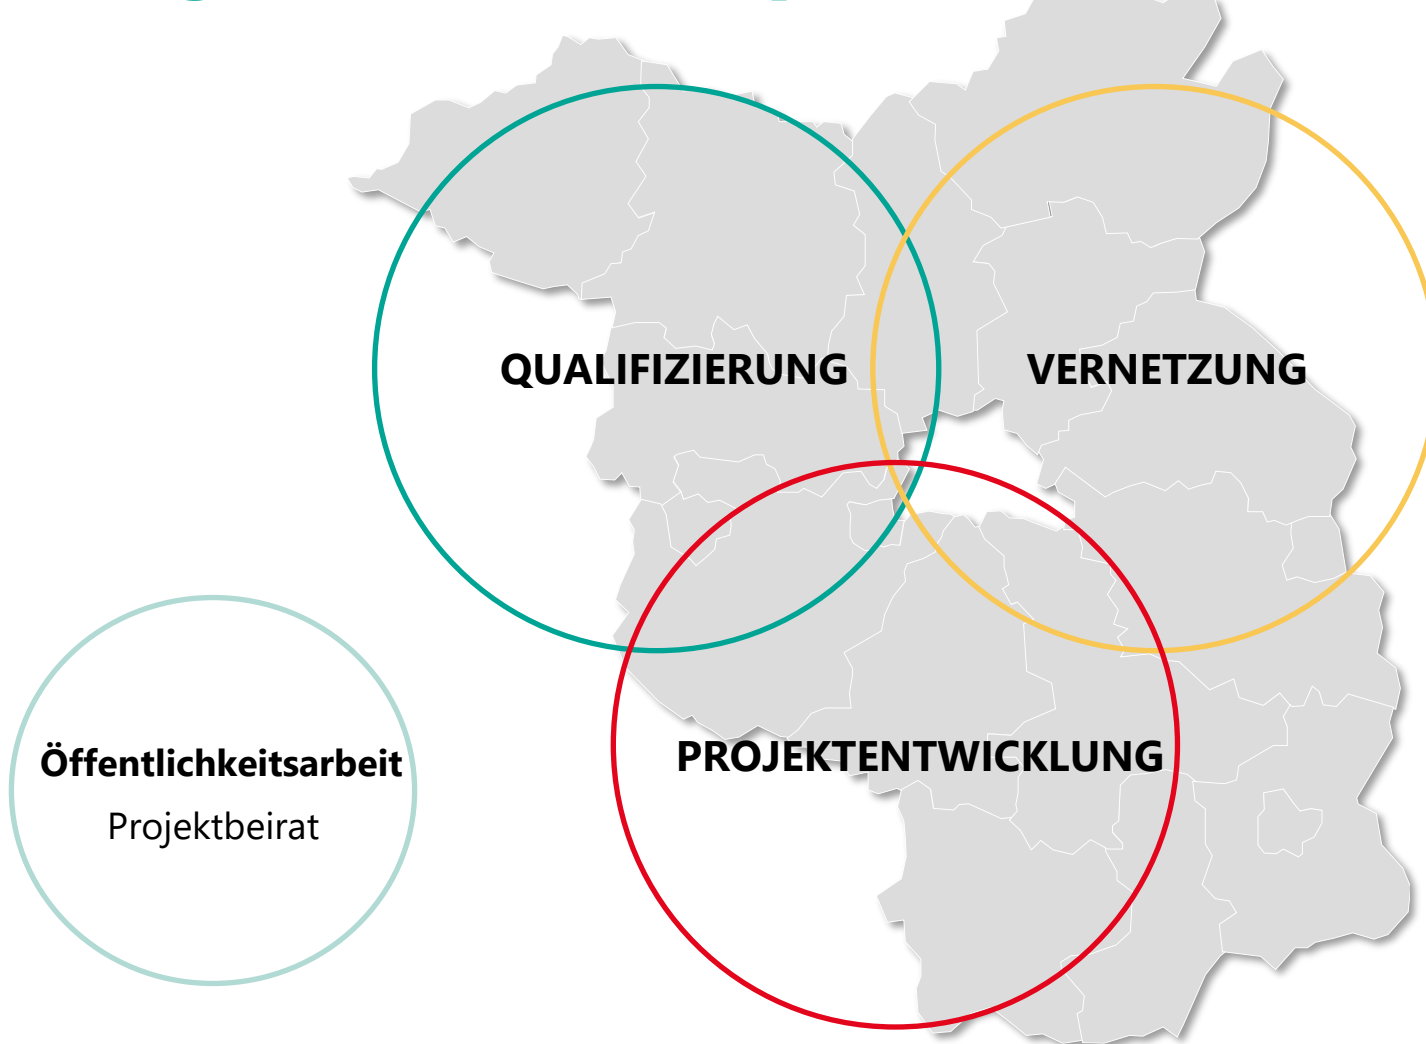 QUALIFIZIERUNG
VERNETZUNG
PROJEKTENTWICKLUNG
Öffentlichkeitsarbeit
Projektbeirat